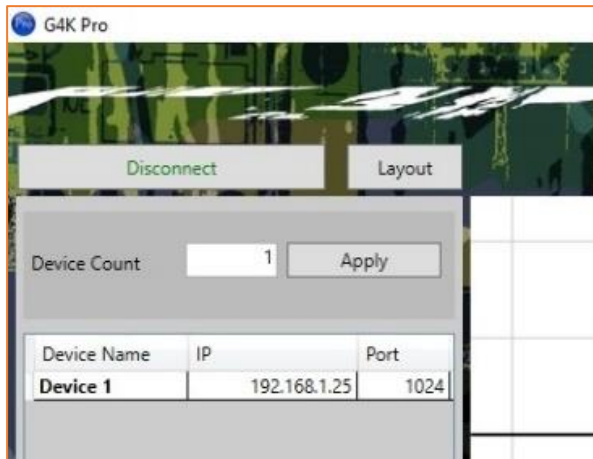 G4K Pro
Disconnect Layout
Device Count 1 Apply
Device Name IP Port
Device 1 192.168.1.25 1024